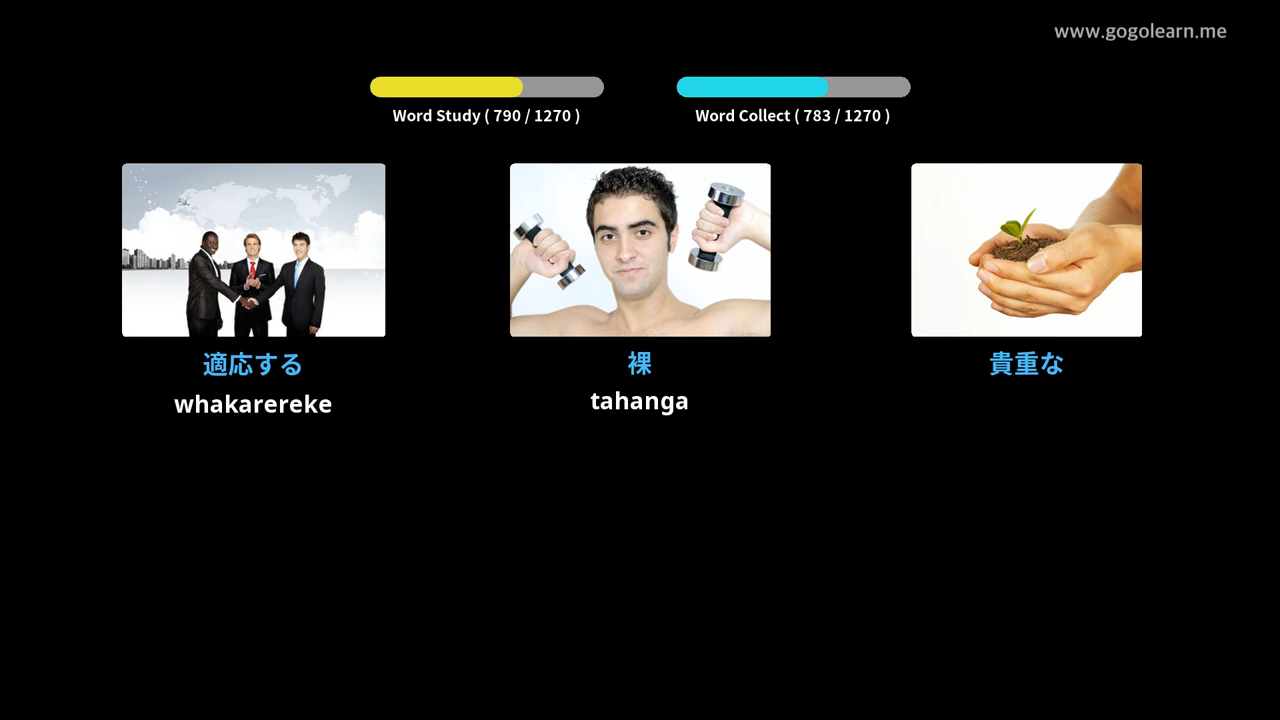 www.gogolearn.me
Word Study ( 790 / 1270 )
Word Collect ( 783 / 1270 )
適応する
裸
貴重な
whakarereke
tahanga